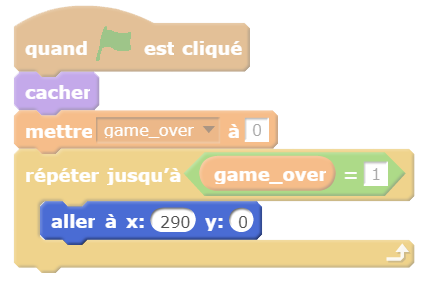 quand est cliqué
cacher
mettre game_over à 0
répéter jusqu'à game_over = 1
aller à x: 290 y: 0